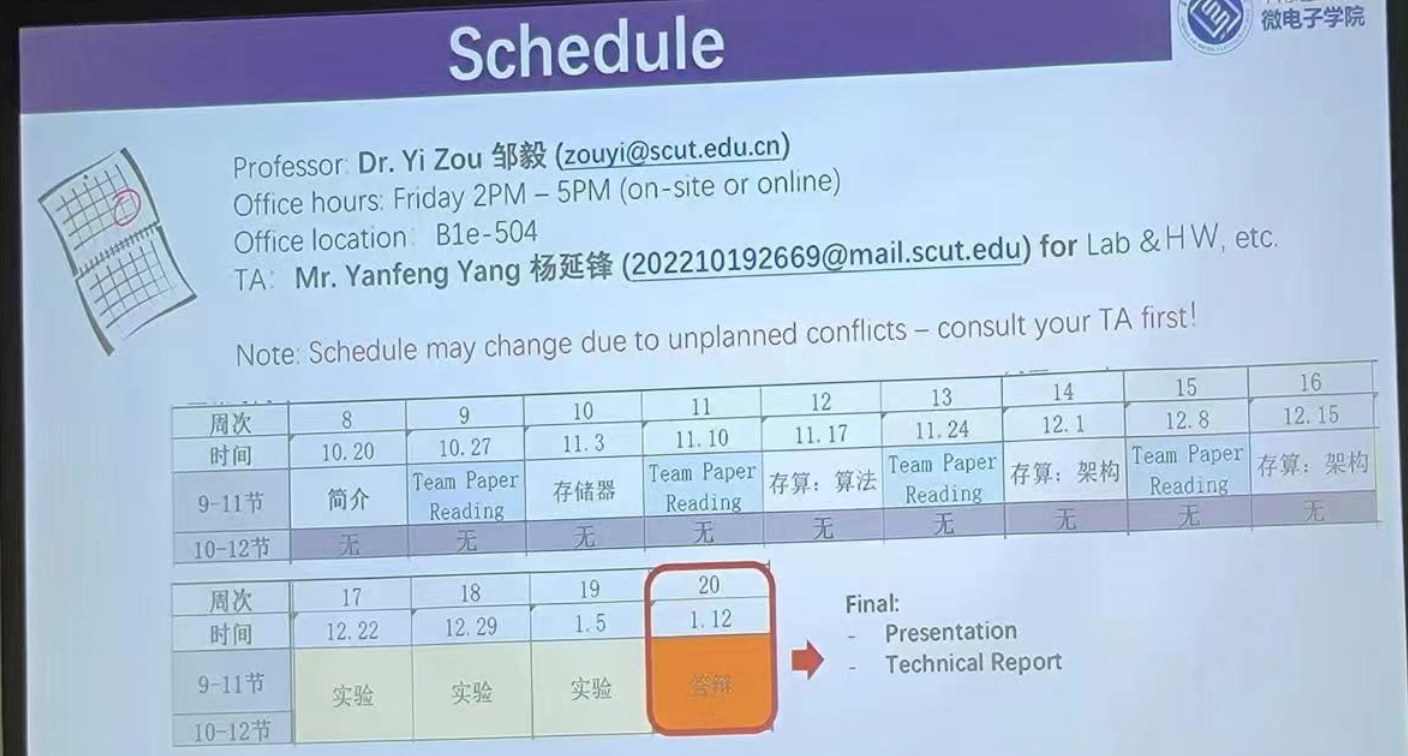 Schedule
微电子学院
Professor: Dr. Yi Zou 邹毅 (zouyi@scut.edu.cn)
Office hours: Friday 2PM – 5PM (on-site or online)
Office location: B1e-504
TA: Mr. Yanfeng Yang 杨延锋 (202210192669@mail.scut.edu) for Lab &HW, etc.
Note: Schedule may change due to unplanned conflicts – consult your TA first!
周次 8 9 10 11 12 13 14 15 16
时间 10.20 10.27 11.3 11.10 11.17 11.24 12.1 12.8 12.15
9-11节 简介 Team Paper Reading 存储器 Team Paper Reading 存算：算法 Team Paper Reading 存算：架构 Team Paper Reading 存算：架构
10-12节 无 无 无 无 无 无 无 无 无
周次 17 18 19 20
时间 12.22 12.29 1.5 1.12
9-11节 实验 实验 实验 答辩
10-12节
Final:
- Presentation
- Technical Report